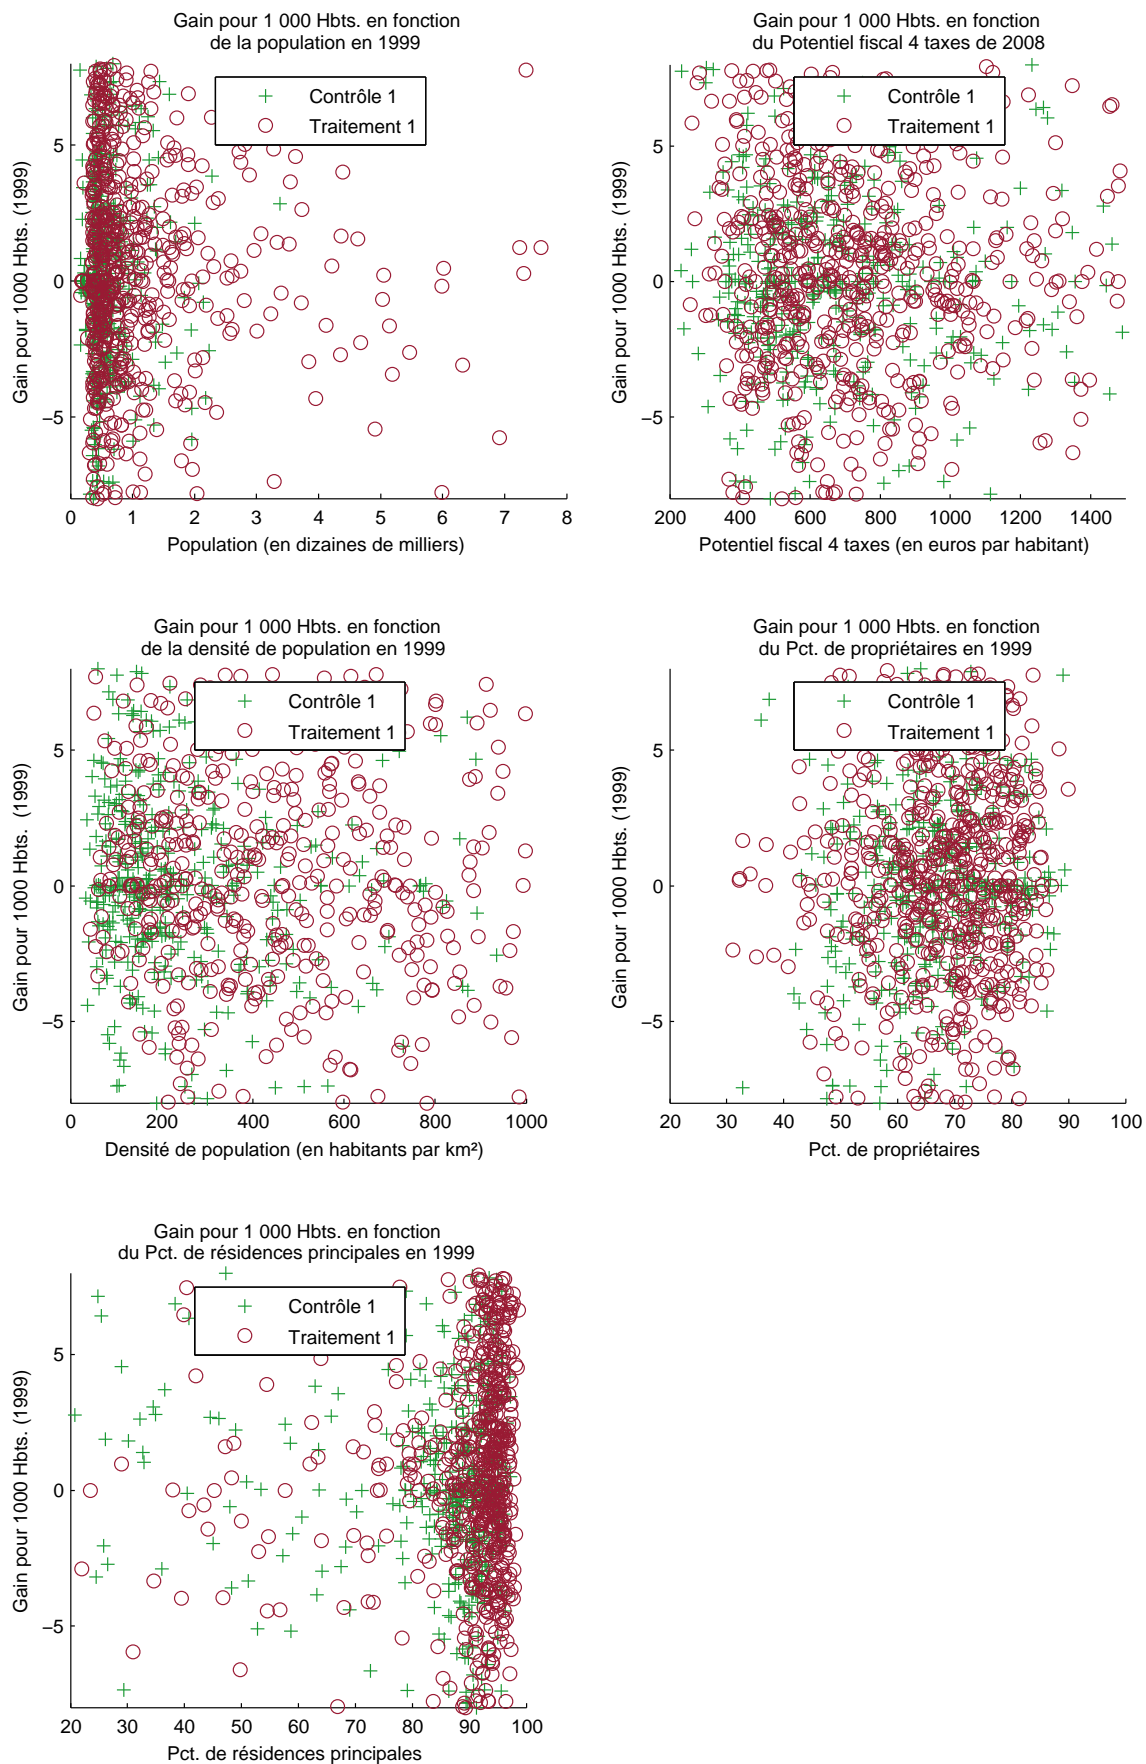 Gain pour 1 000 Hbts. en fonction
de la population en 1999
Contrôle 1
Traitement 1
5
0
−5
Gain pour 1000 Hbts. (1999)
0 1 2 3 4 5 6 7 8
Population (en dizaines de milliers)
Gain pour 1 000 Hbts. en fonction
du Potentiel fiscal 4 taxes de 2008
Contrôle 1
Traitement 1
5
0
−5
Gain pour 1000 Hbts. (1999)
200 400 600 800 1000 1200 1400
Potentiel fiscal 4 taxes (en euros par habitant)
Gain pour 1 000 Hbts. en fonction
de la densité de population en 1999
Contrôle 1
Traitement 1
5
0
−5
Gain pour 1000 Hbts. (1999)
0 200 400 600 800 1000
Densité de population (en habitants par km²)
Gain pour 1 000 Hbts. en fonction
du Pct. de propriétaires en 1999
Contrôle 1
Traitement 1
5
0
−5
Gain pour 1000 Hbts. (1999)
20 30 40 50 60 70 80 90 100
Pct. de propriétaires
Gain pour 1 000 Hbts. en fonction
du Pct. de résidences principales en 1999
Contrôle 1
Traitement 1
5
0
−5
Gain pour 1000 Hbts. (1999)
20 30 40 50 60 70 80 90 100
Pct. de résidences principales